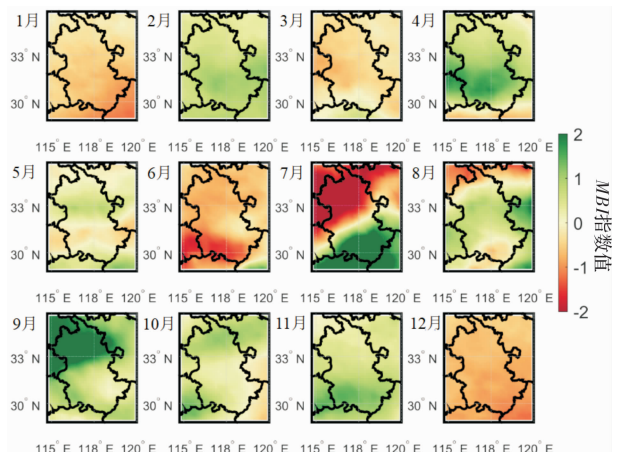 1月 2月 3月 4月
33° N 33° N 33° N 33° N
30° N 30° N 30° N 30° N
115° E 118° E 120° E 115° E 118° E 120° E 115° E 118° E 120° E 115° E 118° E 120° E
5月 6月 7月 8月
33° N 33° N 33° N 33° N
30° N 30° N 30° N 30° N
115° E 118° E 120° E 115° E 118° E 120° E 115° E 118° E 120° E 115° E 118° E 120° E
9月 10月 11月 12月
33° N 33° N 33° N 33° N
30° N 30° N 30° N 30° N
115° E 118° E 120° E 115° E 118° E 120° E 115° E 118° E 120° E 115° E 118° E 120° E
2
1
0
-1
-2
MBI指数值